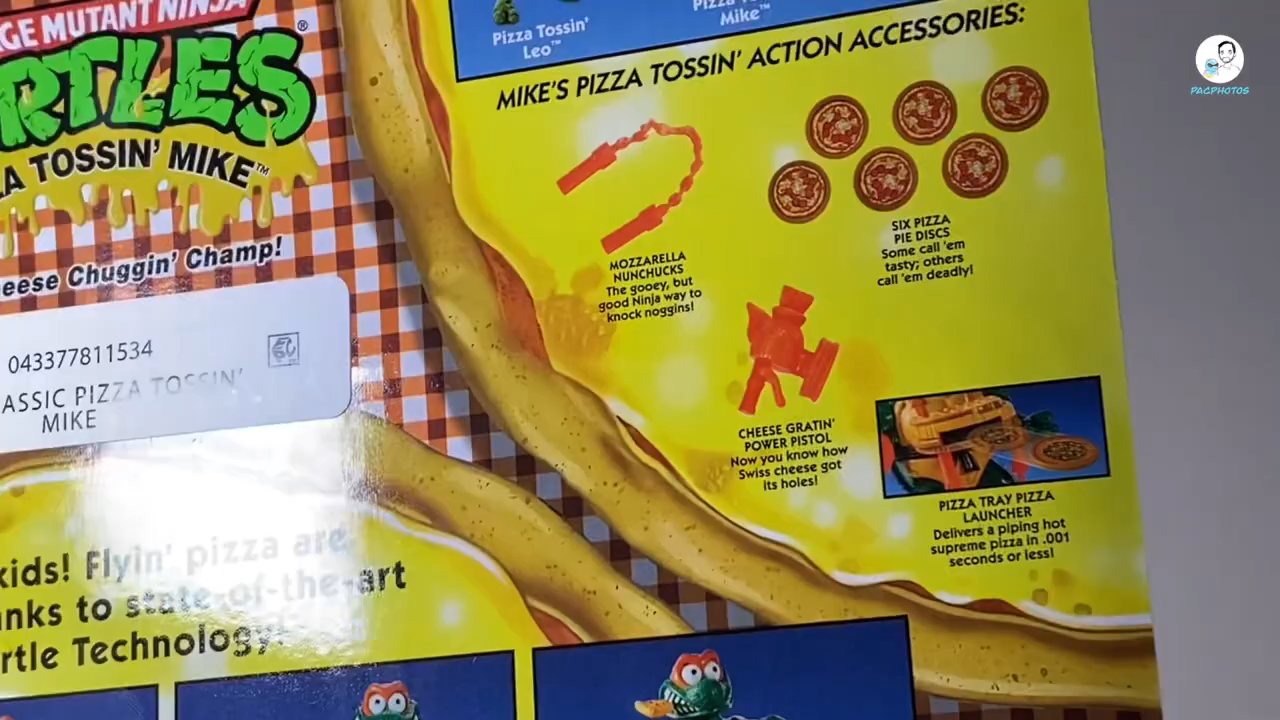 GE MUTANT NINJA
RTLES®
A TOSSIN' MIKE™
eese Chuggin' Champ!
043377811534
ASSIC PIZZA TOSSIN'
MIKE
kids! Flyin' pizza are
nks to state-of-the-art
rtle Technology!
Pizza Tossin'
Leo™
Mike™
MIKE'S PIZZA TOSSIN' ACTION ACCESSORIES:
MOZZARELLA
NUNCHUCKS
The gooey, but
good Ninja way to
knock noggins!
SIX PIZZA
PIE DISCS
Some call 'em
tasty; others
call 'em deadly!
CHEESE GRATIN'
POWER PISTOL
Now you know how
Swiss cheese got
its holes!
PIZZA TRAY PIZZA
LAUNCHER
Delivers a piping hot
supreme pizza in .001
seconds or less!
PACPHOTOS